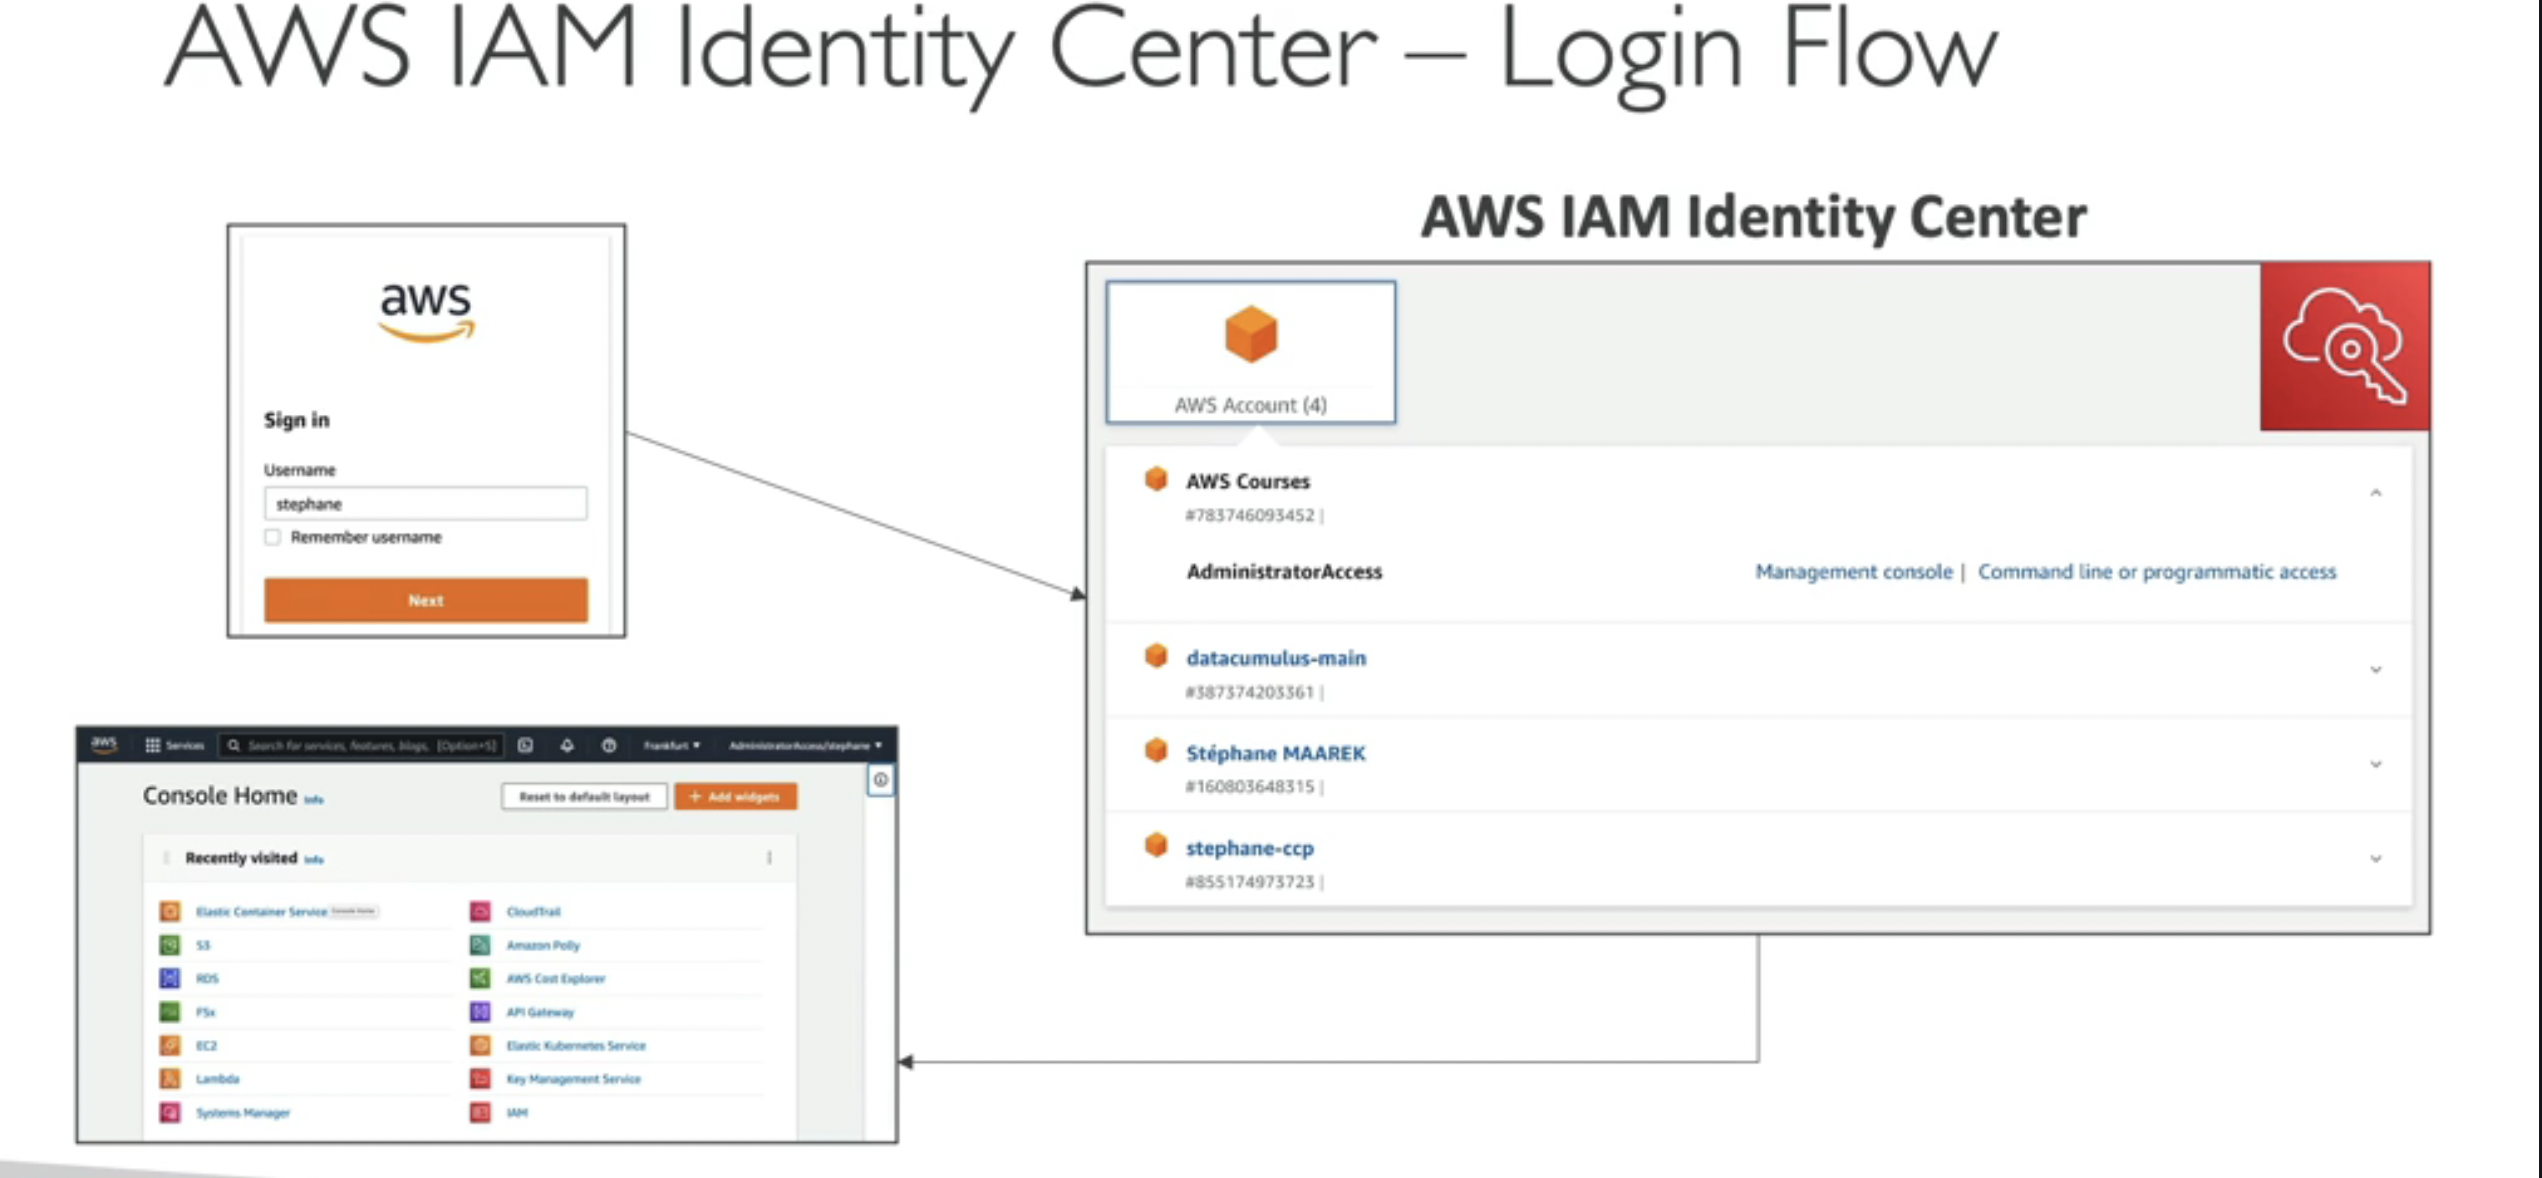 AWS IAM Identity Center – Login Flow
AWS IAM Identity Center
aws
Sign in
Username
stephane
Remember username
Next
AWS Account (4)
AWS Courses
#783746093452 |
AdministratorAccess
Management console | Command line or programmatic access
datacumulus-main
#387374203361 |
Stéphane MAAREK
#160803648315 |
stephane-ccp
#855174973723 |
aws Services Search for services, features, blogs, [Option+S] Frankfurt AdministratorAccess/stephane
Console Home Info Reset to default layout + Add widgets
Recently visited Info
Elastic Container Service Console Home
CloudTrail
S3
Amazon Polly
RDS
AWS Cost Explorer
FSx
API Gateway
EC2
Elastic Kubernetes Service
Lambda
Key Management Service
Systems Manager
IAM